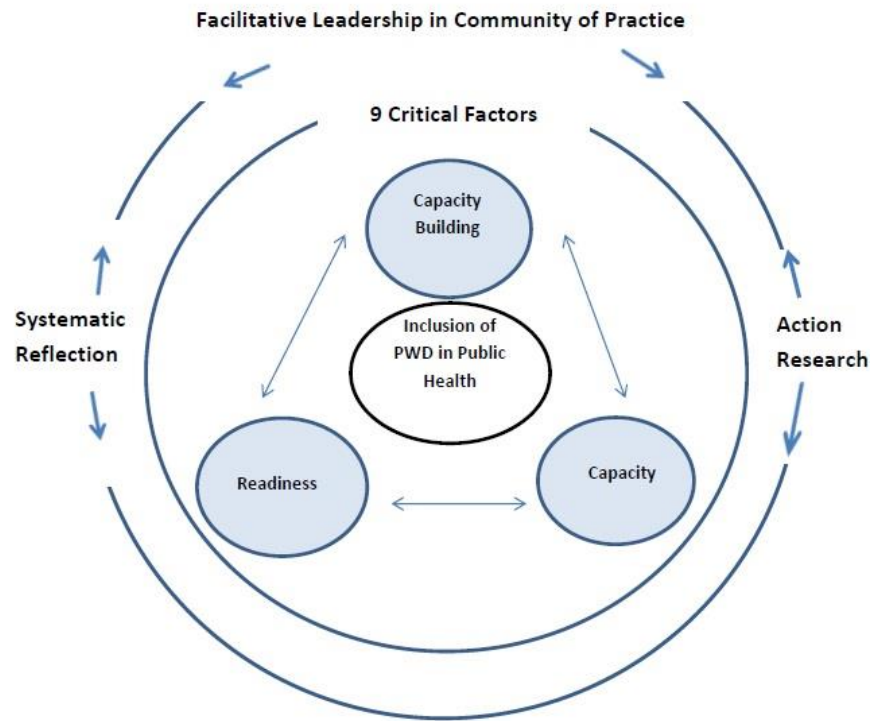 Facilitative Leadership in Community of Practice
9 Critical Factors
Capacity
Building
Systematic
Reflection
Inclusion of
PWD in Public
Health
Action
Research
Readiness
Capacity